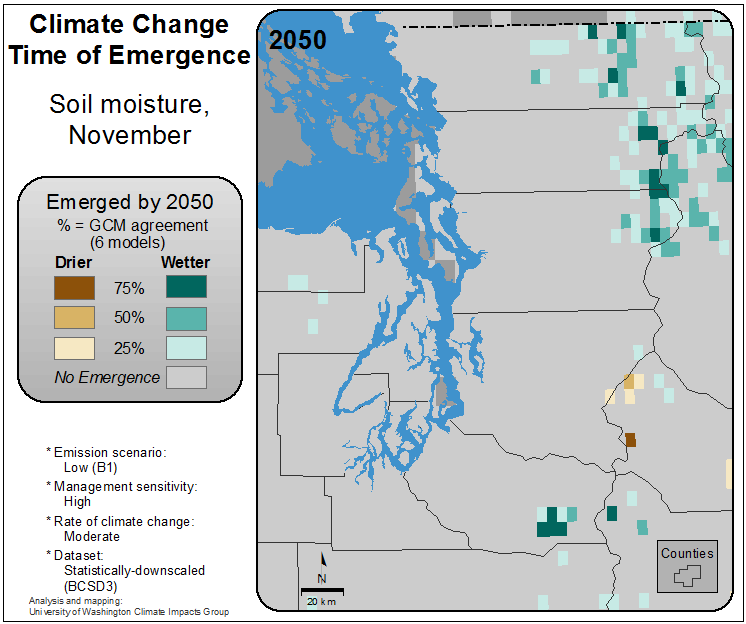 Climate Change
Time of Emergence
Soil moisture,
November
Emerged by 2050
% = GCM agreement
(6 models)
Drier Wetter
75%
50%
25%
No Emergence
* Emission scenario:
Low (B1)
* Management sensitivity:
High
* Rate of climate change:
Moderate
* Dataset:
Statistically-downscaled
(BCSD3)
Analysis and mapping:
University of Washington Climate Impacts Group
2050
N
20 km
Counties